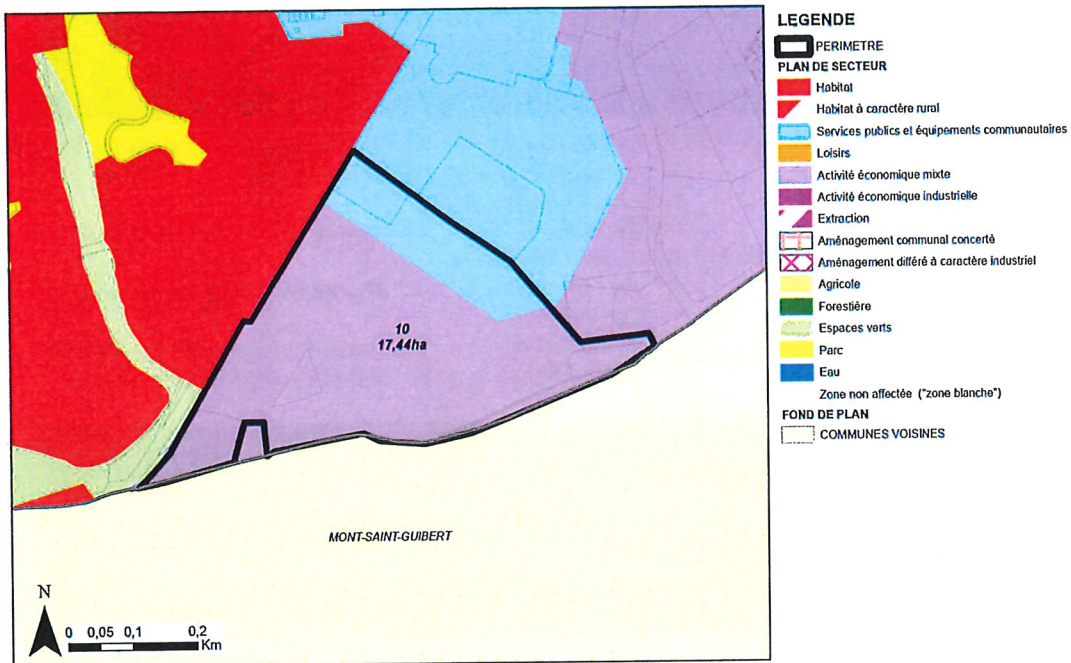 10
17,44ha
MONT-SAINT-GUIBERT
N
0 0,05 0,1 0,2
Km
LEGENDE
PERIMETRE
PLAN DE SECTEUR
Habitat
Habitat à caractère rural
Services publics et équipements communautaires
Loisirs
Activité économique mixte
Activité économique industrielle
Extraction
Aménagement communal concerté
Aménagement différé à caractère industriel
Agricole
Forestière
Espaces verts
Parc
Eau
Zone non affectée ("zone blanche")
FOND DE PLAN
COMMUNES VOISINES